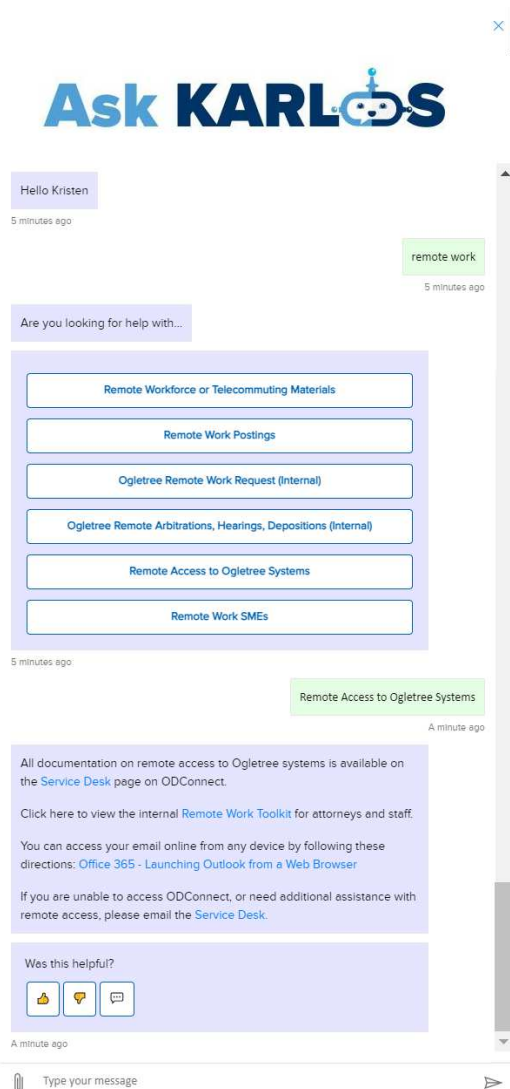 Ask KARLOS
Hello Kristen
5 minutes ago
remote work
5 minutes ago
Are you looking for help with...
Remote Workforce or Telecommuting Materials
Remote Work Postings
Ogletree Remote Work Request (Internal)
Ogletree Remote Arbitrations, Hearings, Depositions (Internal)
Remote Access to Ogletree Systems
Remote Work SMEs
5 minutes ago
Remote Access to Ogletree Systems
A minute ago
All documentation on remote access to Ogletree systems is available on
the Service Desk page on ODConnect.
Click here to view the internal Remote Work Toolkit for attorneys and staff.
You can access your email online from any device by following these
directions: Office 365 - Launching Outlook from a Web Browser
If you are unable to access ODConnect, or need additional assistance with
remote access, please email the Service Desk.
Was this helpful?
A minute ago
Type your message